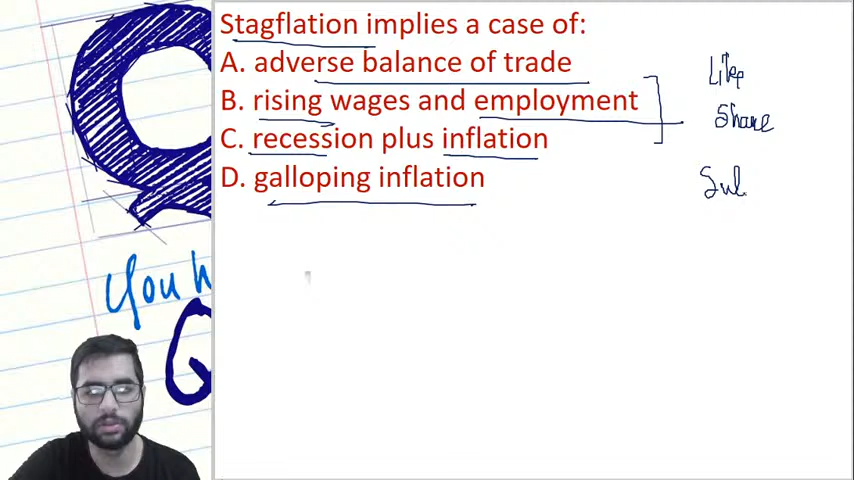 Stagflation implies a case of:
A. adverse balance of trade
B. rising wages and employment
C. recession plus inflation
D. galloping inflation
Like
Share
Sub
You h